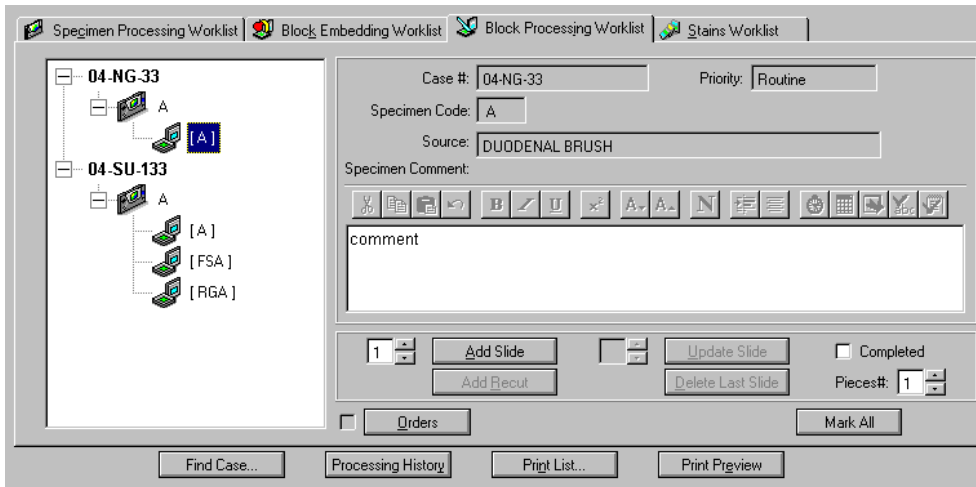 Specimen Processing Worklist Block Embedding Worklist Block Processing Worklist Stains Worklist
04-NG-33
A
[ A ]
04-SU-133
A
[ A ]
[ FSA ]
[ RGA ]
Case #: 04-NG-33 Priority: Routine
Specimen Code: A
Source: DUODENAL BRUSH
Specimen Comment:
B I U x² A A N abc
comment
1 Add Slide Update Slide Completed
Add Recut Delete Last Slide Pieces#: 1
Orders Mark All
Find Case... Processing History Print List... Print Preview